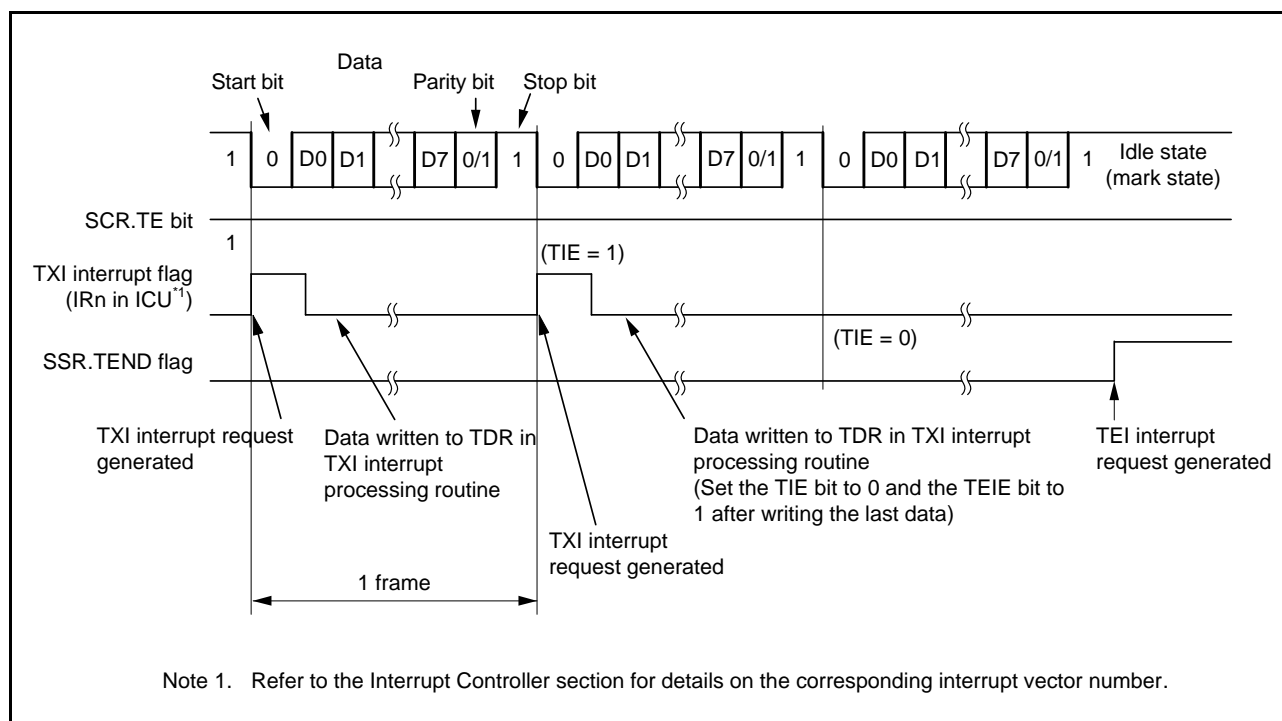 Data
Start bit
Parity bit
Stop bit
1 0 D0 D1 D7 0/1 1 0 D0 D1 D7 0/1 1 0 D0 D1 D7 0/1 1
Idle state
(mark state)
SCR.TE bit
1
(TIE = 1)
TXI interrupt flag
(IRn in ICU*1)
(TIE = 0)
SSR.TEND flag
TXI interrupt request
generated
Data written to TDR in
TXI interrupt
processing routine
Data written to TDR in TXI interrupt
processing routine
(Set the TIE bit to 0 and the TEIE bit to
1 after writing the last data)
TEI interrupt
request generated
TXI interrupt
request generated
1 frame
Note 1. Refer to the Interrupt Controller section for details on the corresponding interrupt vector number.